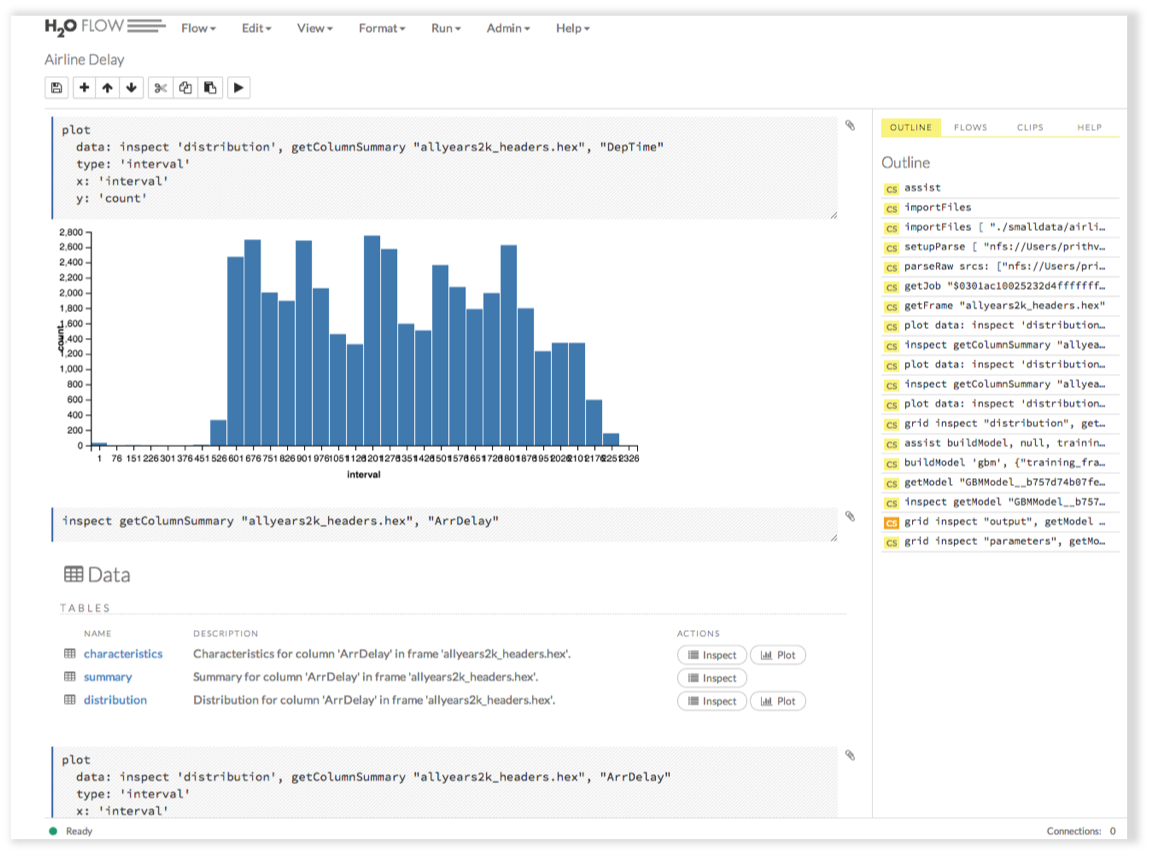 H2O FLOW Flow Edit View Format Run Admin Help
Airline Delay
plot
data: inspect 'distribution', getColumnSummary "allyears2k_headers.hex", "DepTime"
type: 'interval'
x: 'interval'
y: 'count'
2,800
2,600
2,400
2,200
2,000
1,800
1,600
1,200
1,000
800
600
400
200
0
count
1 76 151 226 301 376 451 526 601 676 751 826 901 976 1051 1126 1201 1276 1351 1426 1501 1576 1651 1726 1801 1876 1951 2026 2101 2176 2251 2326
interval
inspect getColumnSummary "allyears2k_headers.hex", "ArrDelay"
Data
TABLES
NAME DESCRIPTION ACTIONS
characteristics Characteristics for column 'ArrDelay' in frame 'allyears2k_headers.hex'. Inspect Plot
summary Summary for column 'ArrDelay' in frame 'allyears2k_headers.hex'. Inspect
distribution Distribution for column 'ArrDelay' in frame 'allyears2k_headers.hex'. Inspect Plot
plot
data: inspect 'distribution', getColumnSummary "allyears2k_headers.hex", "ArrDelay"
type: 'interval'
x: 'interval'
OUTLINE FLOWS CLIPS HELP
Outline
CS assist
CS importFiles
CS importFiles [ "./smalldata/airli…
CS setupParse [ "nfs://Users/prithv…
CS parseRaw srcs: ["nfs://Users/pri…
CS getJob "$0301ac10025232d4fffffff…
CS getFrame "allyears2k_headers.hex"
CS plot data: inspect 'distribution…
CS inspect getColumnSummary "allyea…
CS plot data: inspect 'distribution…
CS inspect getColumnSummary "allyea…
CS plot data: inspect 'distribution…
CS grid inspect "distribution", get…
CS assist buildModel, null, trainin…
CS buildModel 'gbm', {"training_fra…
CS getModel "GBMModel__b757d74b07fe…
CS inspect getModel "GBMModel__b757…
CS grid inspect "output", getModel …
CS grid inspect "parameters", getMo…
Ready
Connections: 0